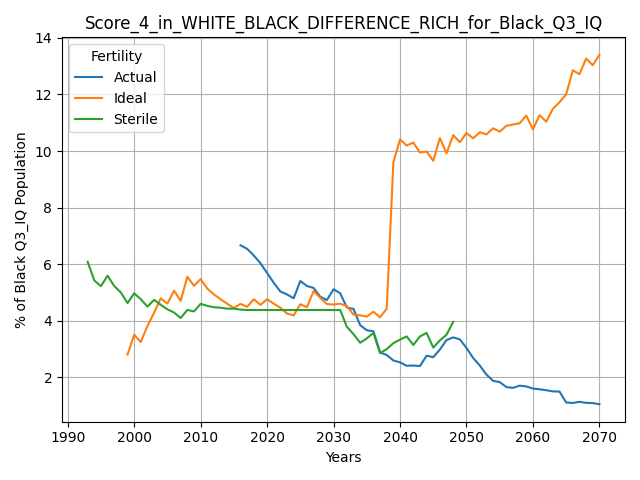 Score_4_in_WHITE_BLACK_DIFFERENCE_RICH_for_Black_Q3_IQ
Fertility
Actual
Ideal
Sterile
% of Black Q3_IQ Population
14
12
10
8
6
4
2
1990 2000 2010 2020 2030 2040 2050 2060 2070
Years